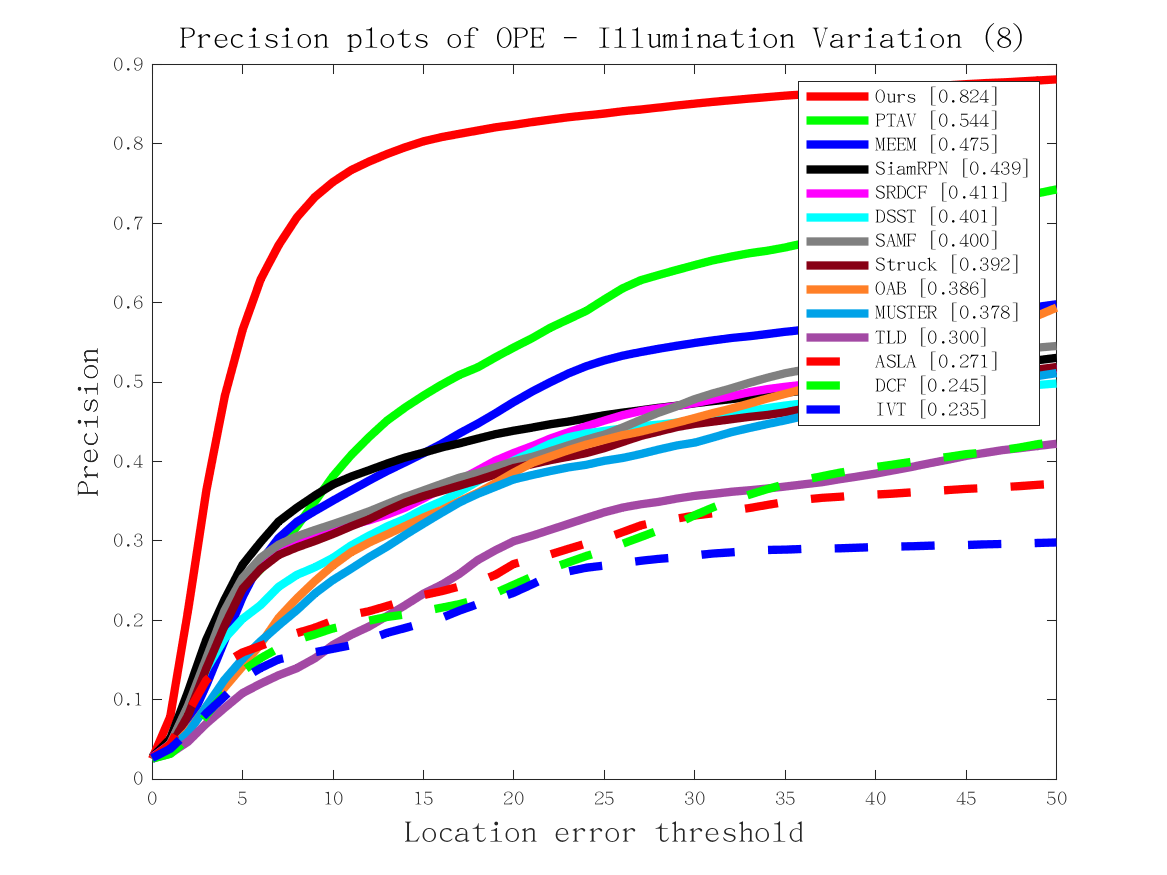 Precision plots of OPE - Illumination Variation (8)
0.9
0.8
0.7
0.6
0.5
0.4
0.3
0.2
0.1
0
Precision
Ours [0.824]
PTAV [0.544]
MEEM [0.475]
SiamRPN [0.439]
SRDCF [0.411]
DSST [0.401]
SAMF [0.400]
Struck [0.392]
OAB [0.386]
MUSTER [0.378]
TLD [0.300]
ASLA [0.271]
DCF [0.245]
IVT [0.235]
0 5 10 15 20 25 30 35 40 45 50
Location error threshold